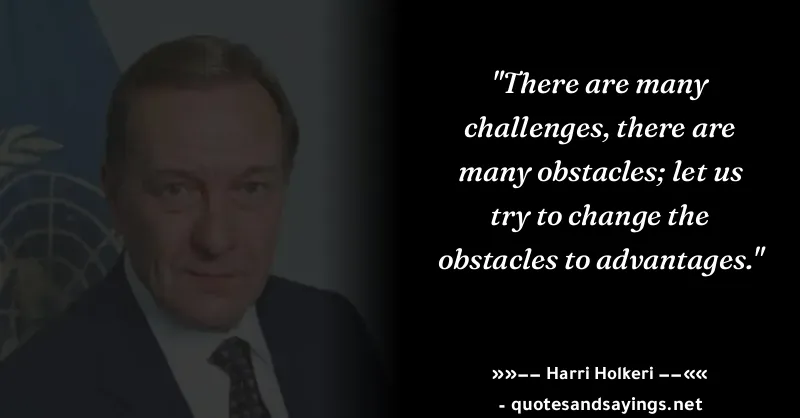 "There are many
challenges, there are
many obstacles; let us
try to change the
obstacles to advantages."
»»–– Harri Holkeri ––««
- quotesandsayings.net